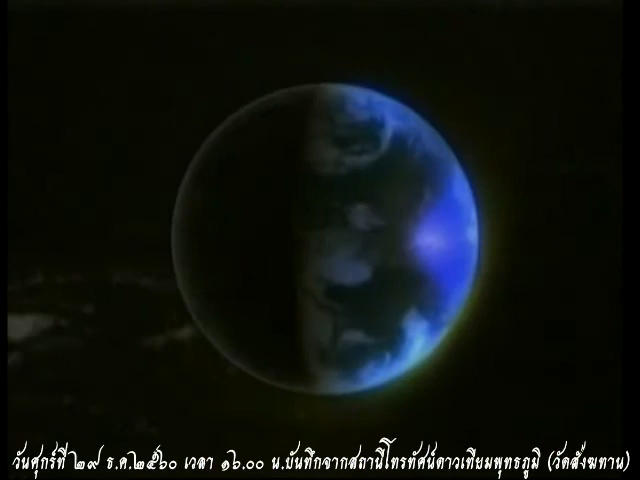 วันศุกร์ที่ ๒๙ ธ.ค.๒๕๖๐ เวลา ๑๖.๐๐ น.บันทึกจากสถานีโทรทัศน์ดาวเทียมพุทธภูมิ (วัดสังฆทาน)